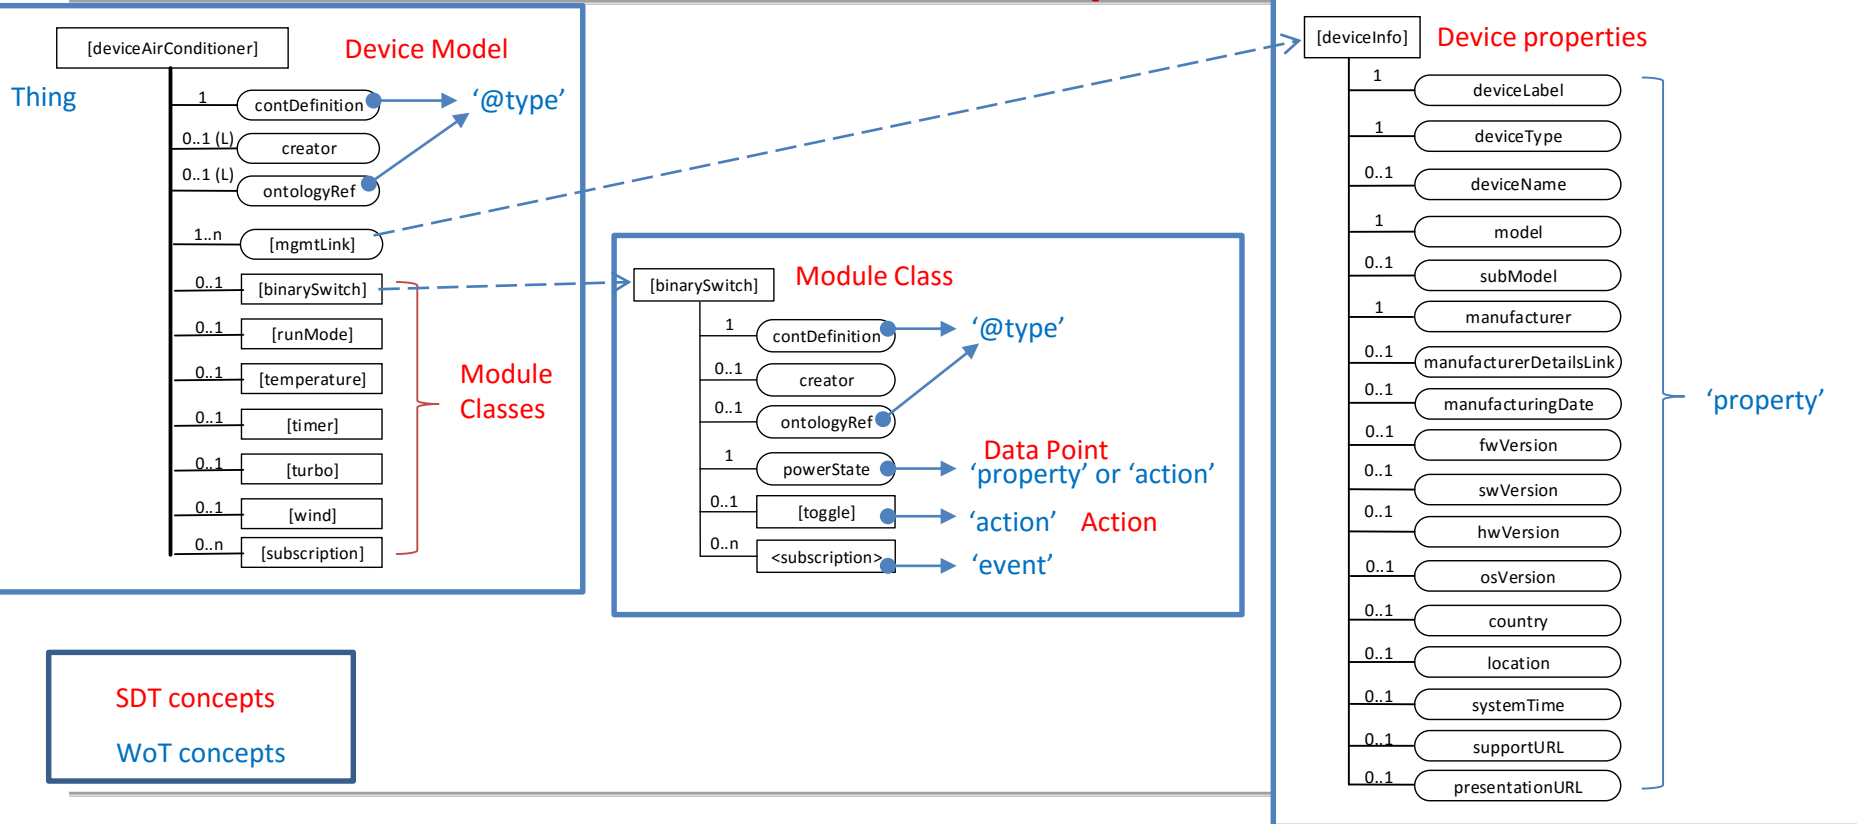 [deviceAirConditioner]
Device Model
Thing
1
contDefinition
‘@type’
0..1 (L)
creator
0..1 (L)
ontologyRef
1..n
[mgmtLink]
0..1
[binarySwitch]
0..1
[runMode]
0..1
[temperature]
0..1
[timer]
0..1
[turbo]
0..1
[wind]
0..n
[subscription]
Module
Classes
[binarySwitch]
Module Class
1
contDefinition
‘@type’
0..1
creator
0..1
ontologyRef
Data Point
1
powerState
‘property’ or ‘action’
0..1
[toggle]
‘action’
Action
0..n
<subscription>
‘event’
[deviceInfo]
Device properties
1
deviceLabel
1
deviceType
0..1
deviceName
1
model
0..1
subModel
1
manufacturer
0..1
manufacturerDetailsLink
0..1
manufacturingDate
0..1
fwVersion
0..1
swVersion
0..1
hwVersion
0..1
osVersion
0..1
country
0..1
location
0..1
systemTime
0..1
supportURL
0..1
presentationURL
‘property’
SDT concepts
WoT concepts